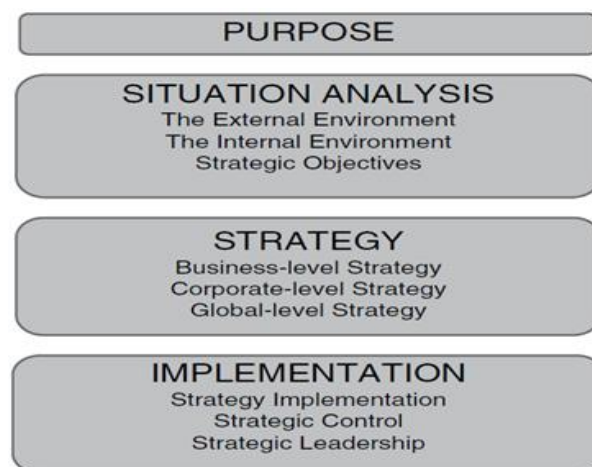 PURPOSE
SITUATION ANALYSIS
The External Environment
The Internal Environment
Strategic Objectives
STRATEGY
Business-level Strategy
Corporate-level Strategy
Global-level Strategy
IMPLEMENTATION
Strategy Implementation
Strategic Control
Strategic Leadership